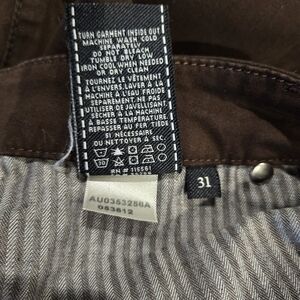 TURN GARMENT INSIDE OUT
MACHINE WASH COLD
SEPARATELY
DO NOT BLEACH
TUMBLE DRY LOW
IRON COOL WHEN NEEDED
OR DRY CLEAN
TOURNEZ LE VÊTEMENT
À L'ENVERS,LAVER À LA
MACHINE À L'EAU FROIDE
SÉPAREMENT. NE PAS
UTILISER DE JAVELLISANT.
SÉCHER À LA MACHINE
À BASSE TEMPÉRATURE.
REPASSER AU FER TIÈDE
SI NÉCESSAIRE
OU NETTOYER À SEC.
30
RN # 116561
AU0353256A
083612
31